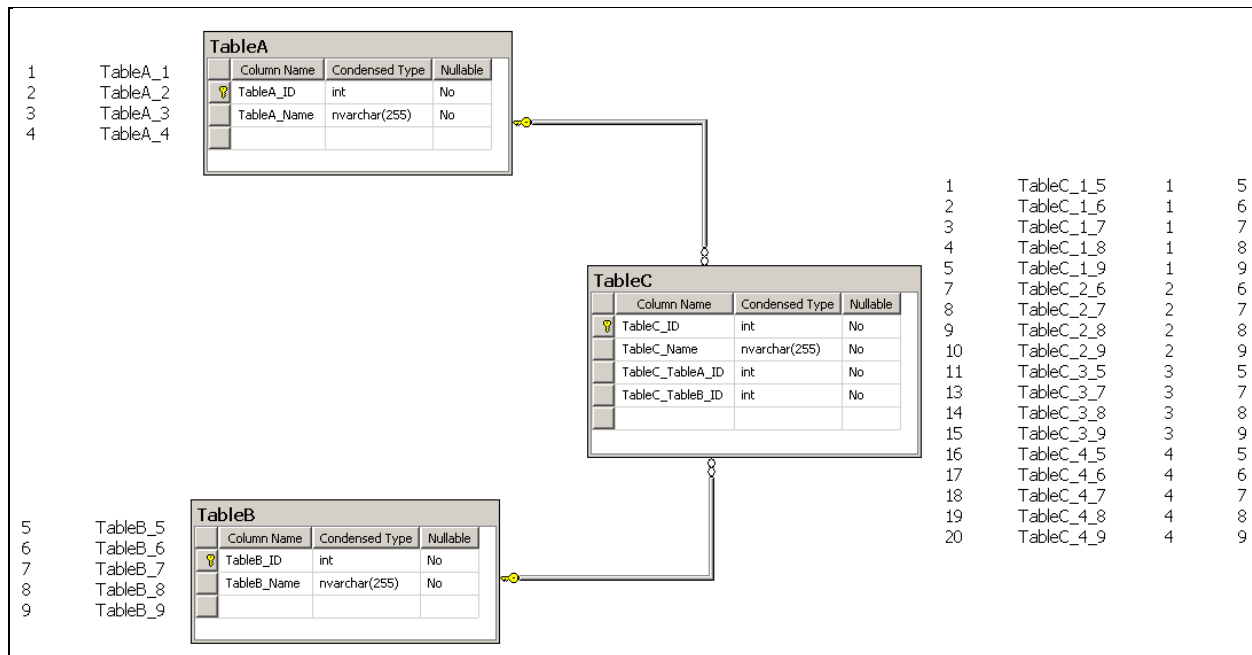 TableA
Column Name Condensed Type Nullable
TableA_ID int No
TableA_Name nvarchar(255) No
1 TableA_1
2 TableA_2
3 TableA_3
4 TableA_4
TableC
Column Name Condensed Type Nullable
TableC_ID int No
TableC_Name nvarchar(255) No
TableC_TableA_ID int No
TableC_TableB_ID int No
1 TableC_1_5 1 5
2 TableC_1_6 1 6
3 TableC_1_7 1 7
4 TableC_1_8 1 8
5 TableC_1_9 1 9
7 TableC_2_6 2 6
8 TableC_2_7 2 7
9 TableC_2_8 2 8
10 TableC_2_9 2 9
11 TableC_3_5 3 5
13 TableC_3_7 3 7
14 TableC_3_8 3 8
15 TableC_3_9 3 9
16 TableC_4_5 4 5
17 TableC_4_6 4 6
18 TableC_4_7 4 7
19 TableC_4_8 4 8
20 TableC_4_9 4 9
TableB
Column Name Condensed Type Nullable
TableB_ID int No
TableB_Name nvarchar(255) No
5 TableB_5
6 TableB_6
7 TableB_7
8 TableB_8
9 TableB_9